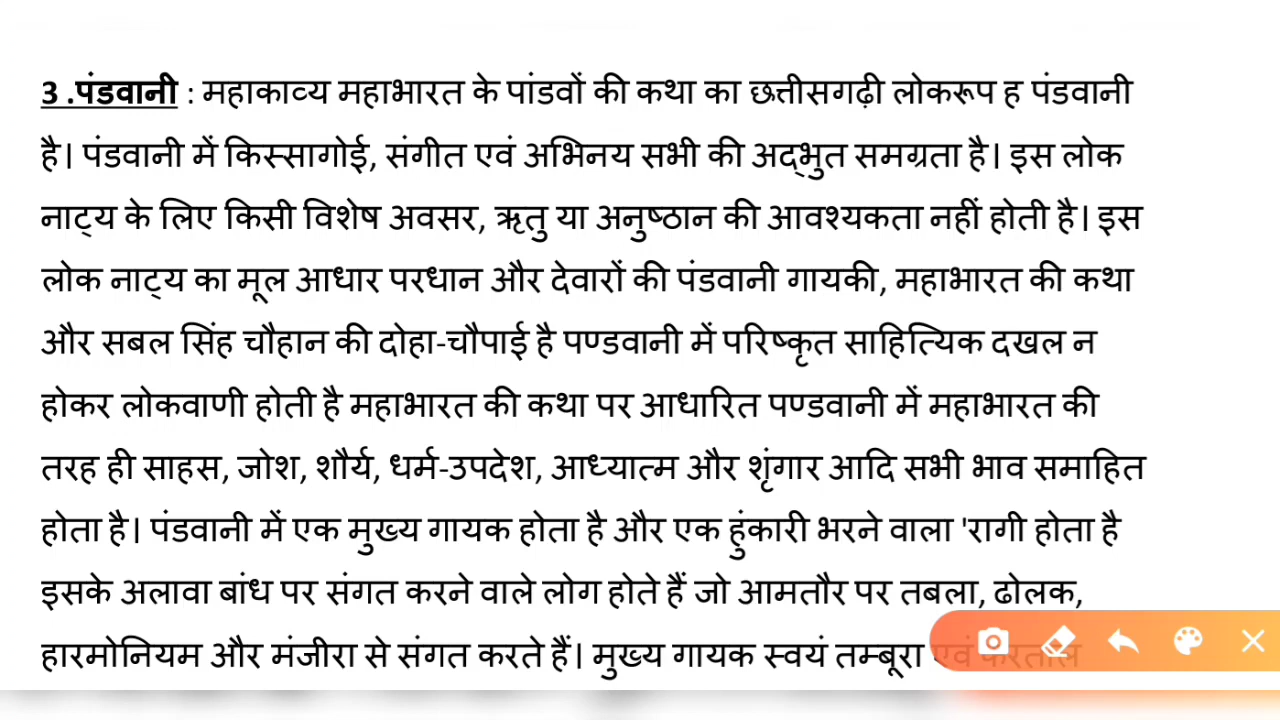 3 .पंडवानी : महाकाव्य महाभारत के पांडवों की कथा का छत्तीसगढ़ी लोकरूप ह पंडवानी
है। पंडवानी में किस्सागोई, संगीत एवं अभिनय सभी की अद्भुत समग्रता है। इस लोक
नाट्य के लिए किसी विशेष अवसर, ऋतु या अनुष्ठान की आवश्यकता नहीं होती है। इस
लोक नाट्य का मूल आधार परधान और देवारों की पंडवानी गायकी, महाभारत की कथा
और सबल सिंह चौहान की दोहा-चौपाई है पण्डवानी में परिष्कृत साहित्यिक दखल न
होकर लोकवाणी होती है महाभारत की कथा पर आधारित पण्डवानी में महाभारत की
तरह ही साहस, जोश, शौर्य, धर्म-उपदेश, आध्यात्म और शृंगार आदि सभी भाव समाहित
होता है। पंडवानी में एक मुख्य गायक होता है और एक हुंकारी भरने वाला 'रागी होता है
इसके अलावा बांध पर संगत करने वाले लोग होते हैं जो आमतौर पर तबला, ढोलक,
हारमोनियम और मंजीरा से संगत करते हैं। मुख्य गायक स्वयं तम्बूरा एवं करताल